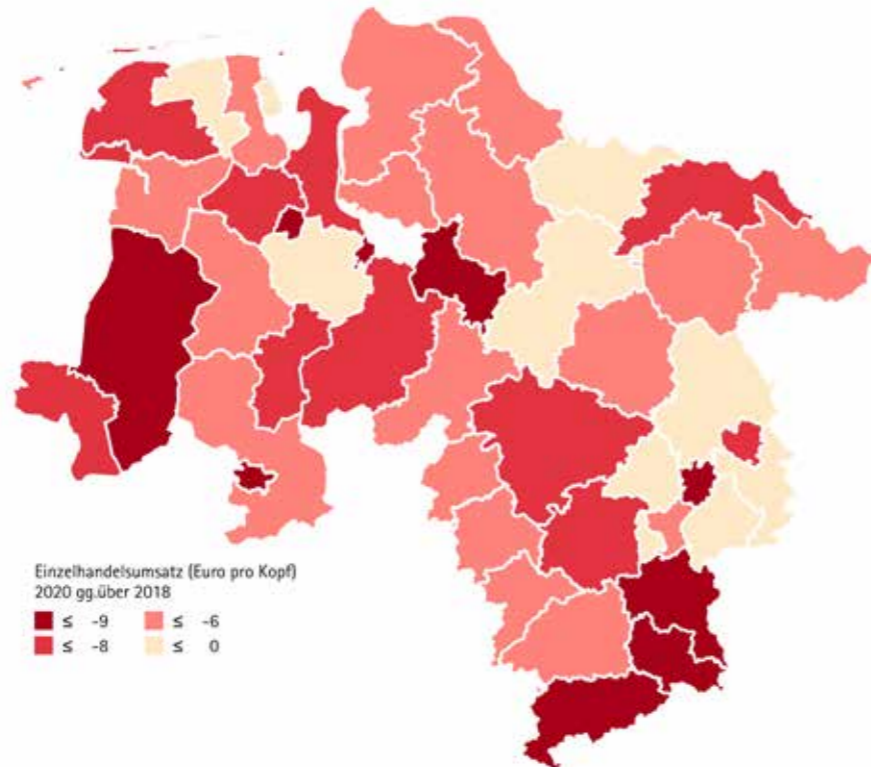 Einzelhandelsumsatz (Euro pro Kopf)
2020 gg.über 2018
≤ -9 ≤ -6
≤ -8 ≤ 0